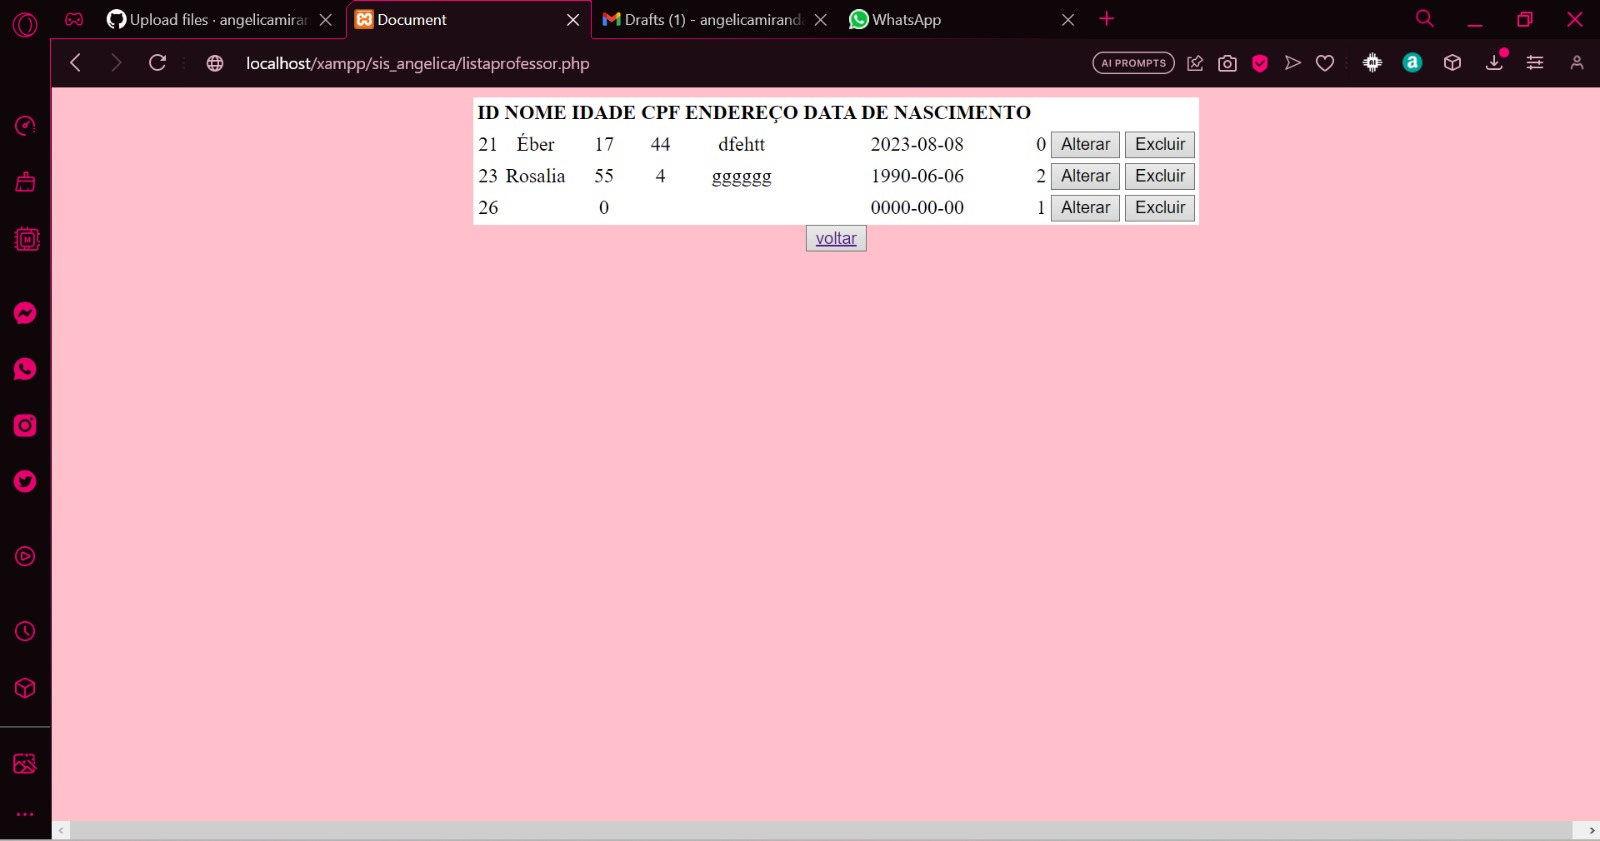 Upload files · angelicamiran
Document
Drafts (1) - angelicamirand
WhatsApp
localhost/xampp/sis_angelica/listaprofessor.php
AI PROMPTS
ID NOME IDADE CPF ENDEREÇO DATA DE NASCIMENTO
21 Éber 17 44 dfehtt 2023-08-08 0 Alterar Excluir
23 Rosalia 55 4 gggggg 1990-06-06 2 Alterar Excluir
26 0 0000-00-00 1 Alterar Excluir
voltar